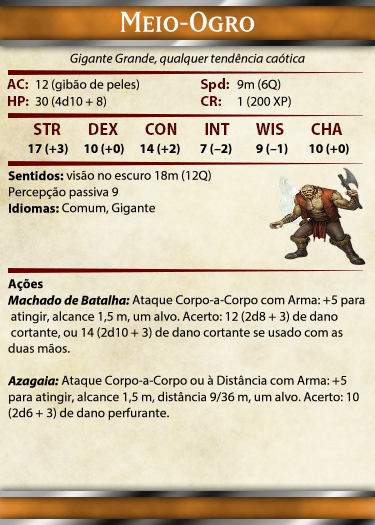 Meio-Ogro
Gigante Grande, qualquer tendência caótica
AC: 12 (gibão de peles) Spd: 9m (6Q)
HP: 30 (4d10 + 8) CR: 1 (200 XP)
STR DEX CON INT WIS CHA
17 (+3) 10 (+0) 14 (+2) 7 (–2) 9 (–1) 10 (+0)
Sentidos: visão no escuro 18m (12Q)
Percepção passiva 9
Idiomas: Comum, Gigante
Ações
Machado de Batalha: Ataque Corpo-a-Corpo com Arma: +5 para
atingir, alcance 1,5 m, um alvo. Acerto: 12 (2d8 + 3) de dano
cortante, ou 14 (2d10 + 3) de dano cortante se usado com as
duas mãos.
Azagaia: Ataque Corpo-a-Corpo ou à Distância com Arma: +5
para atingir, alcance 1,5 m, distância 9/36 m, um alvo. Acerto: 10
(2d6 + 3) de dano perfurante.